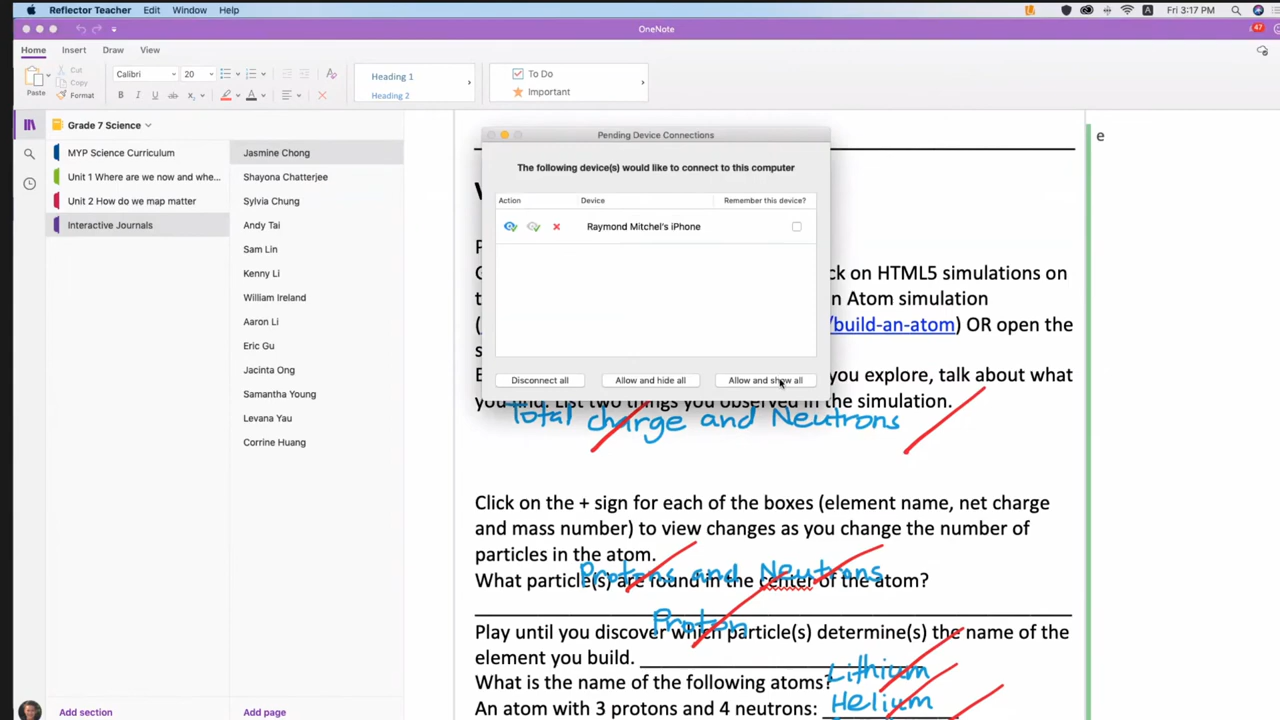 Reflector Teacher Edit Window Help
A Fri 3:17 PM
OneNote
47
Home Insert Draw View
Paste
Cut
Copy
Format
Calibri 20
B I U ab x A
Heading 1
Heading 2
To Do
Important
Grade 7 Science
MYP Science Curriculum
Unit 1 Where are we now and whe...
Unit 2 How do we map matter
Interactive Journals
Add section
Jasmine Chong
Shayona Chatterjee
Sylvia Chung
Andy Tai
Sam Lin
Kenny Li
William Ireland
Aaron Li
Eric Gu
Jacinta Ong
Samantha Young
Levana Yau
Corrine Huang
Add page
Pending Device Connections
The following device(s) would like to connect to this computer
Action Device Remember this device?
Raymond Mitchel's iPhone
Disconnect all Allow and hide all Allow and show all
e
ck on HTML5 simulations on
n Atom simulation
/build-an-atom) OR open the
you explore, talk about what
you find. List two things you observed in the simulation.
Total charge and Neutrons
Click on the + sign for each of the boxes (element name, net charge
and mass number) to view changes as you change the number of
particles in the atom.
Protons and Neutrons
What particle(s) are found in the center of the atom?
Proton
Play until you discover which particle(s) determine(s) the name of the
element you build.
Lithium
What is the name of the following atoms?
Helium
An atom with 3 protons and 4 neutrons: